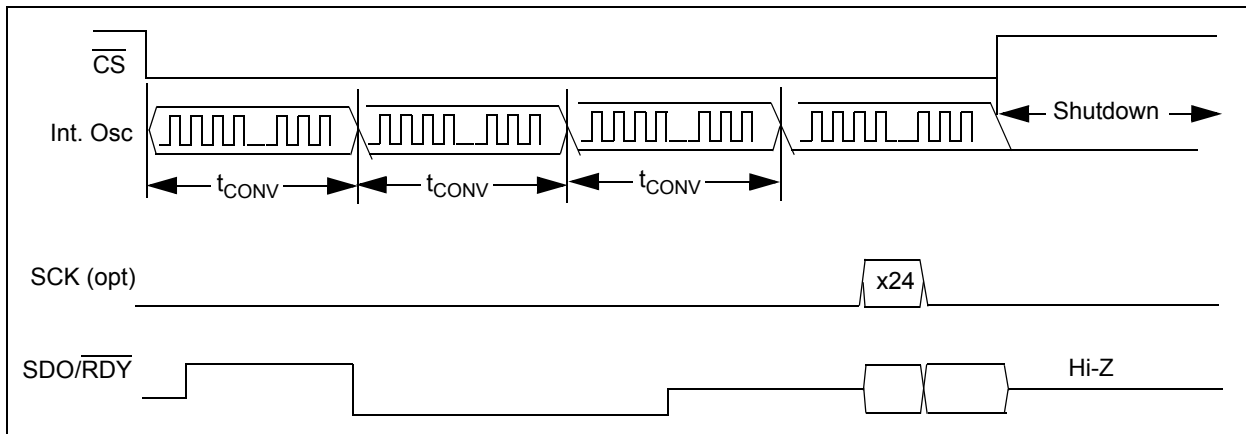 CS
Int. Osc
Shutdown
tCONV
tCONV
tCONV
SCK (opt)
x24
SDO/RDY
Hi-Z